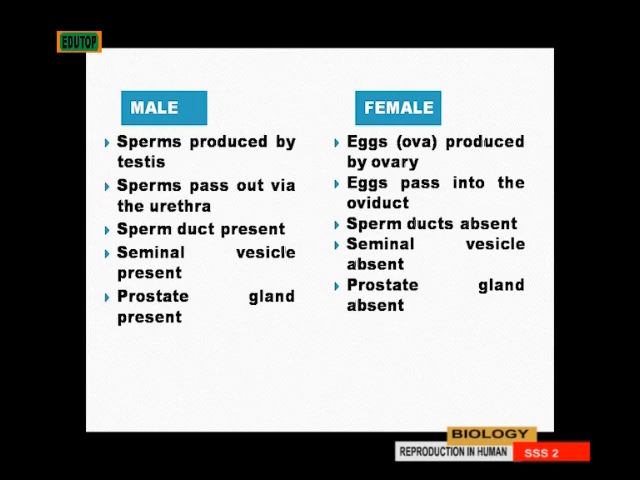 EDUTOP
MALE
Sperms produced by
testis
Sperms pass out via
the urethra
Sperm duct present
Seminal vesicle
present
Prostate gland
present
FEMALE
Eggs (ova) produced
by ovary
Eggs pass into the
oviduct
Sperm ducts absent
Seminal vesicle
absent
Prostate gland
absent
BIOLOGY
REPRODUCTION IN HUMAN
SSS 2